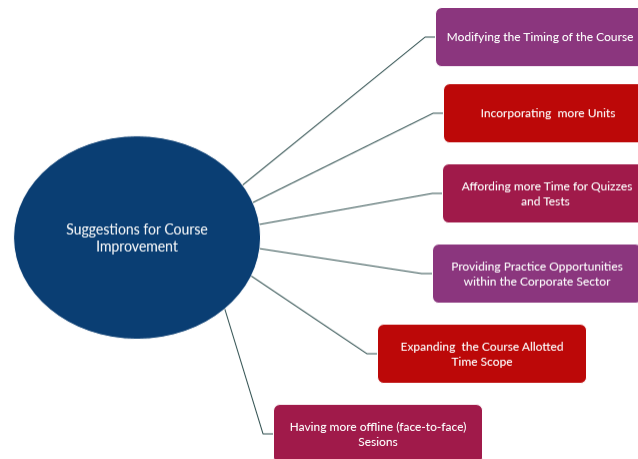 Modifying the Timing of the Course
Incorporating more Units
Affording more Time for Quizzes
and Tests
Suggestions for Course
Improvement
Providing Practice Opportunities
within the Corporate Sector
Expanding the Course Allotted
Time Scope
Having more offline (face-to-face)
Sesions